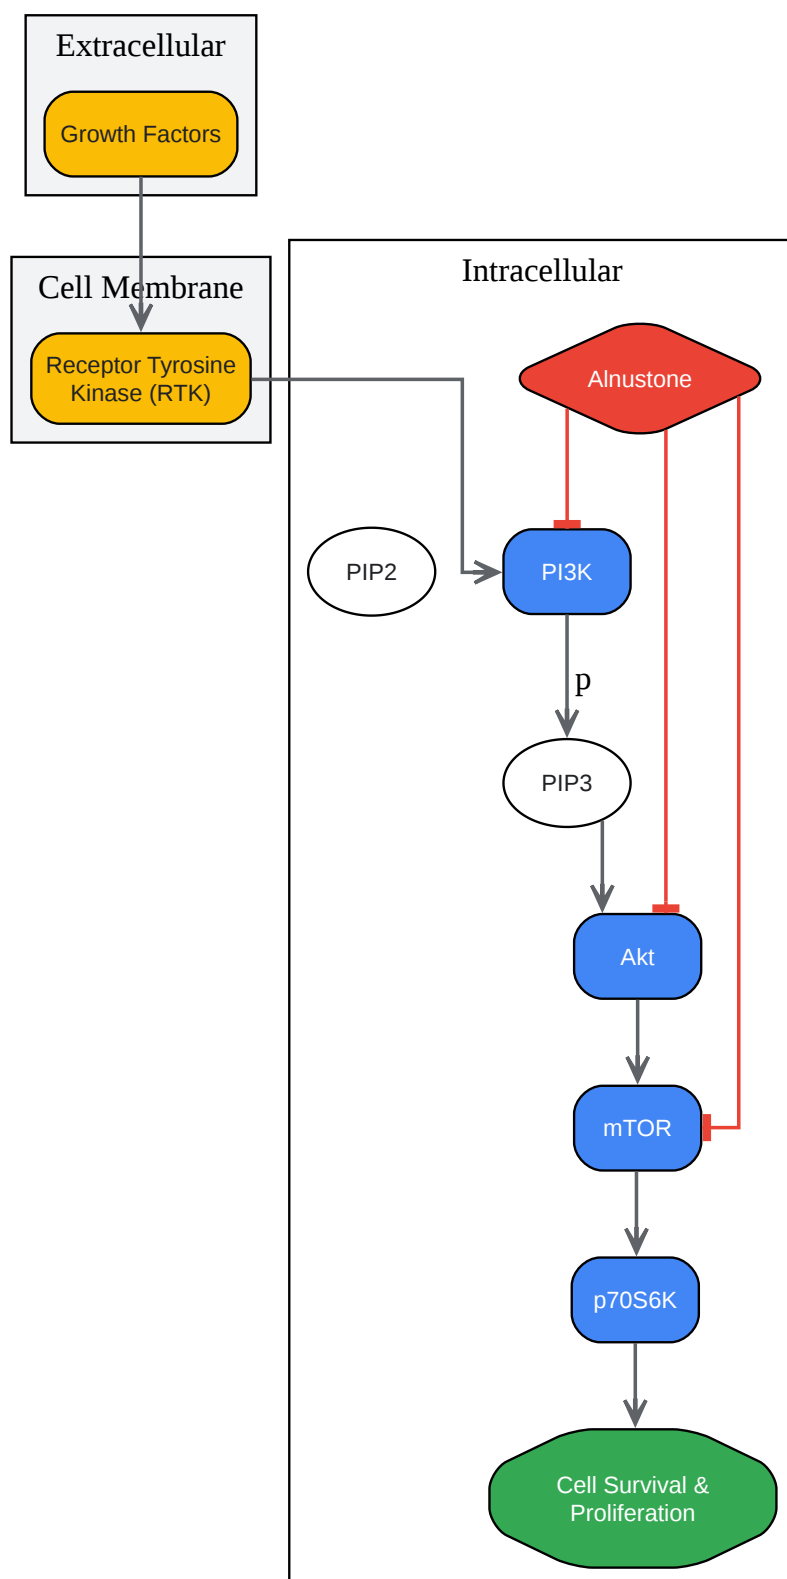 Extracellular
Growth Factors
Cell Membrane
Receptor Tyrosine
Kinase (RTK)
Intracellular
Alnustone
PIP2
PI3K
p
PIP3
Akt
mTOR
p70S6K
Cell Survival &
Proliferation